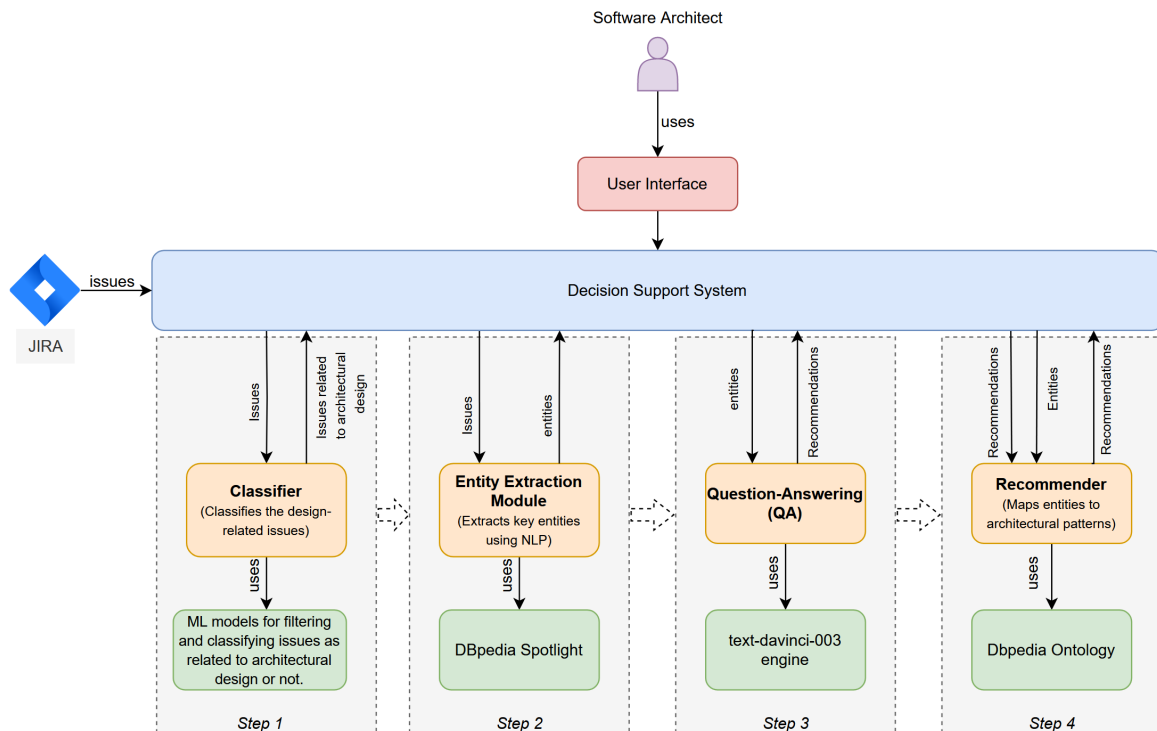 Software Architect
uses
User Interface
issues
Decision Support System
JIRA
Issues
Issues related
to architectural
design
Issues
entities
entities
Recommendations
Recommendations
Entities
Recommendations
Classifier
(Classifies the design-
related issues)
Entity Extraction
Module
(Extracts key entities
using NLP)
Question-Answering
(QA)
Recommender
(Maps entities to
architectural patterns)
uses
uses
uses
uses
ML models for filtering
and classifying issues as
related to architectural
design or not.
DBpedia Spotlight
text-davinci-003
engine
Dbpedia Ontology
Step 1
Step 2
Step 3
Step 4